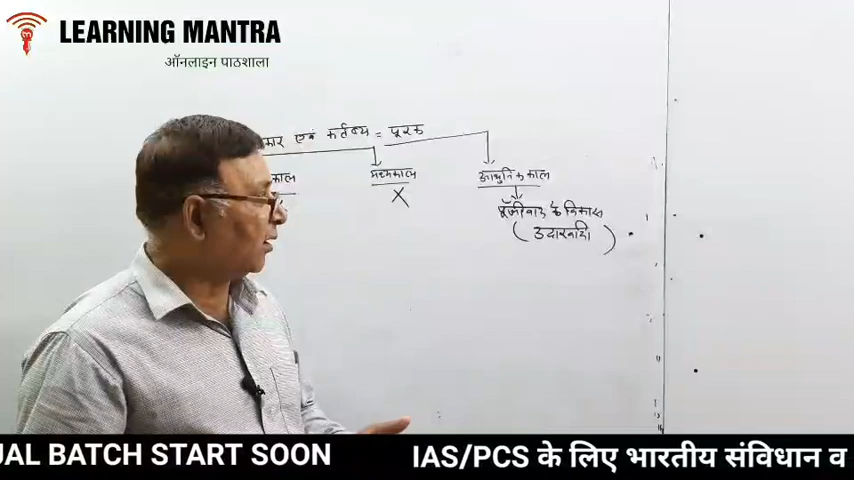 LEARNING MANTRA
ऑनलाइन पाठशाला
कार एवं कर्तव्य = पूरक
काल मध्यकाल आधुनिक काल
X
पूँजीवाद के विकास
(उदारवादी)
JAL BATCH START SOON IAS/PCS के लिए भारतीय संविधान व